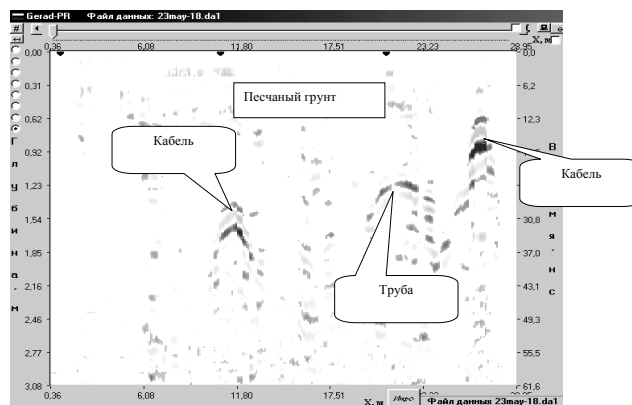 Gerad-PR Файл данных: 23may-18.da1
#
X, м
0,36 6,08 11,80 17,51 23,23 28,95
0,00 0,0
0,31 6,2
0,62 12,3
0,92
1,23
1,54 30,8
1,85 37,0
2,16 43,1
2,46 49,3
2,77 55,5
3,08 61,6
Глубина, м
Песчаный грунт
Кабель
Кабель
Труба
0,36 6,08 11,80 17,51
X, м
Файл данных 23may-18.da1